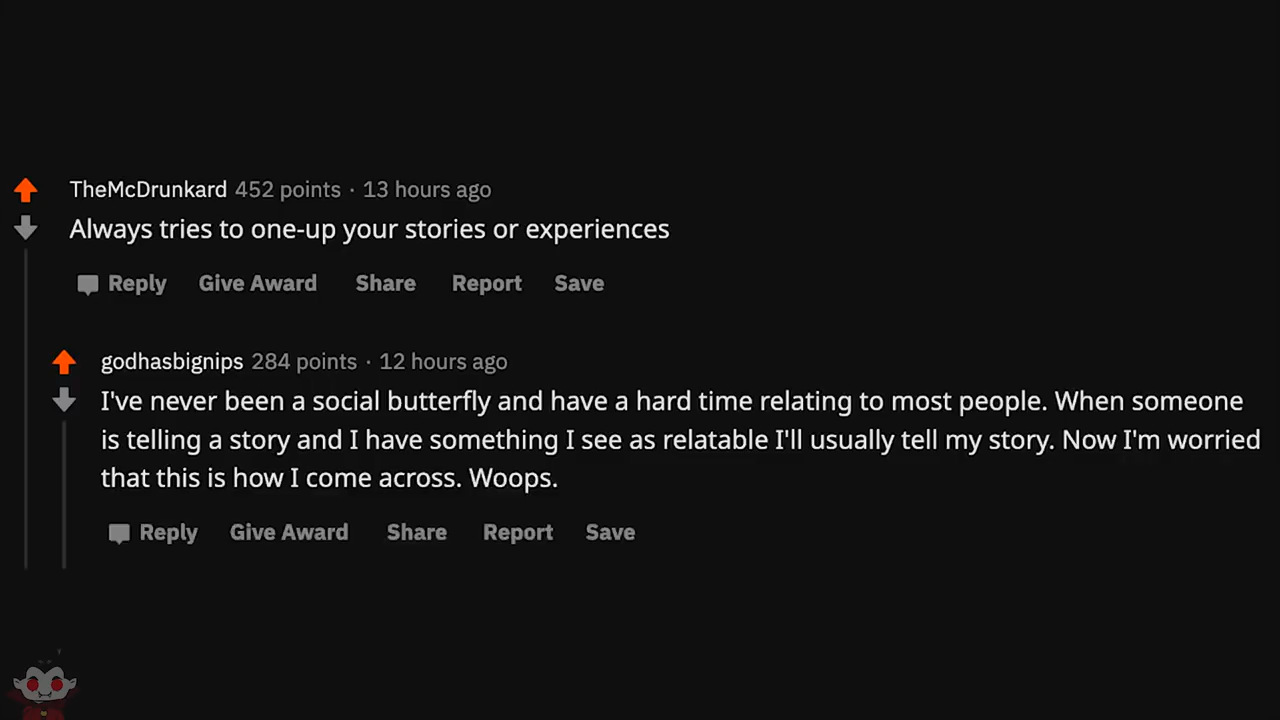 TheMcDrunkard 452 points · 13 hours ago
Always tries to one-up your stories or experiences
Reply Give Award Share Report Save
godhasbignips 284 points · 12 hours ago
I've never been a social butterfly and have a hard time relating to most people. When someone
is telling a story and I have something I see as relatable I'll usually tell my story. Now I'm worried
that this is how I come across. Woops.
Reply Give Award Share Report Save